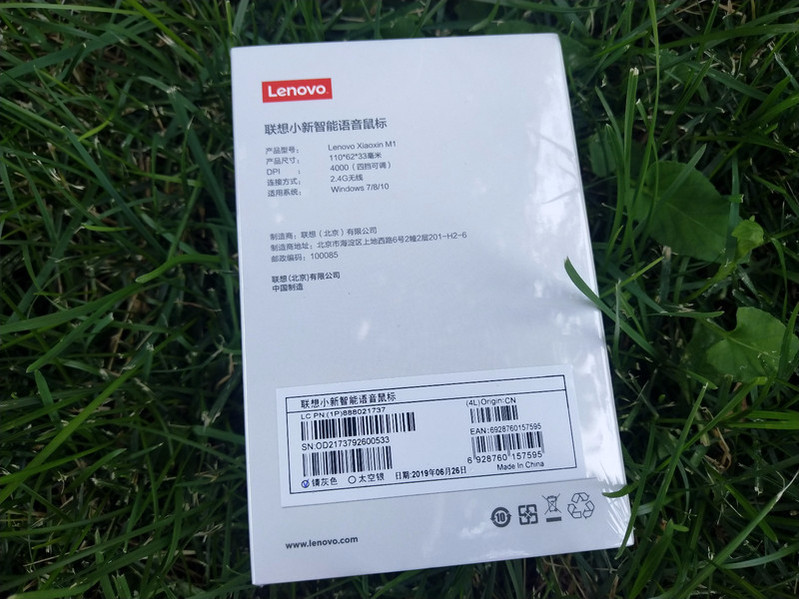 Lenovo
联想小新智能语音鼠标
产品型号： Lenovo Xiaoxin M1
产品尺寸： 110*62*33毫米
DPI ： 4000（四挡可调）
连接方式： 2.4G无线
适用系统： Windows 7/8/10
制造商：联想（北京）有限公司
制造商地址：北京市海淀区上地西路6号2幢2层201-H2-6
邮政编码：100085
联想(北京)有限公司
中国制造
联想小新智能语音鼠标
LC PN:(1P)888021737
(4L)Origin:CN
SN:OD2173792600533
EAN:6928760157595
6 928760 157595
Made In China
镆灰色 太空银 日期:2019年06月26日
10
www.lenovo.com